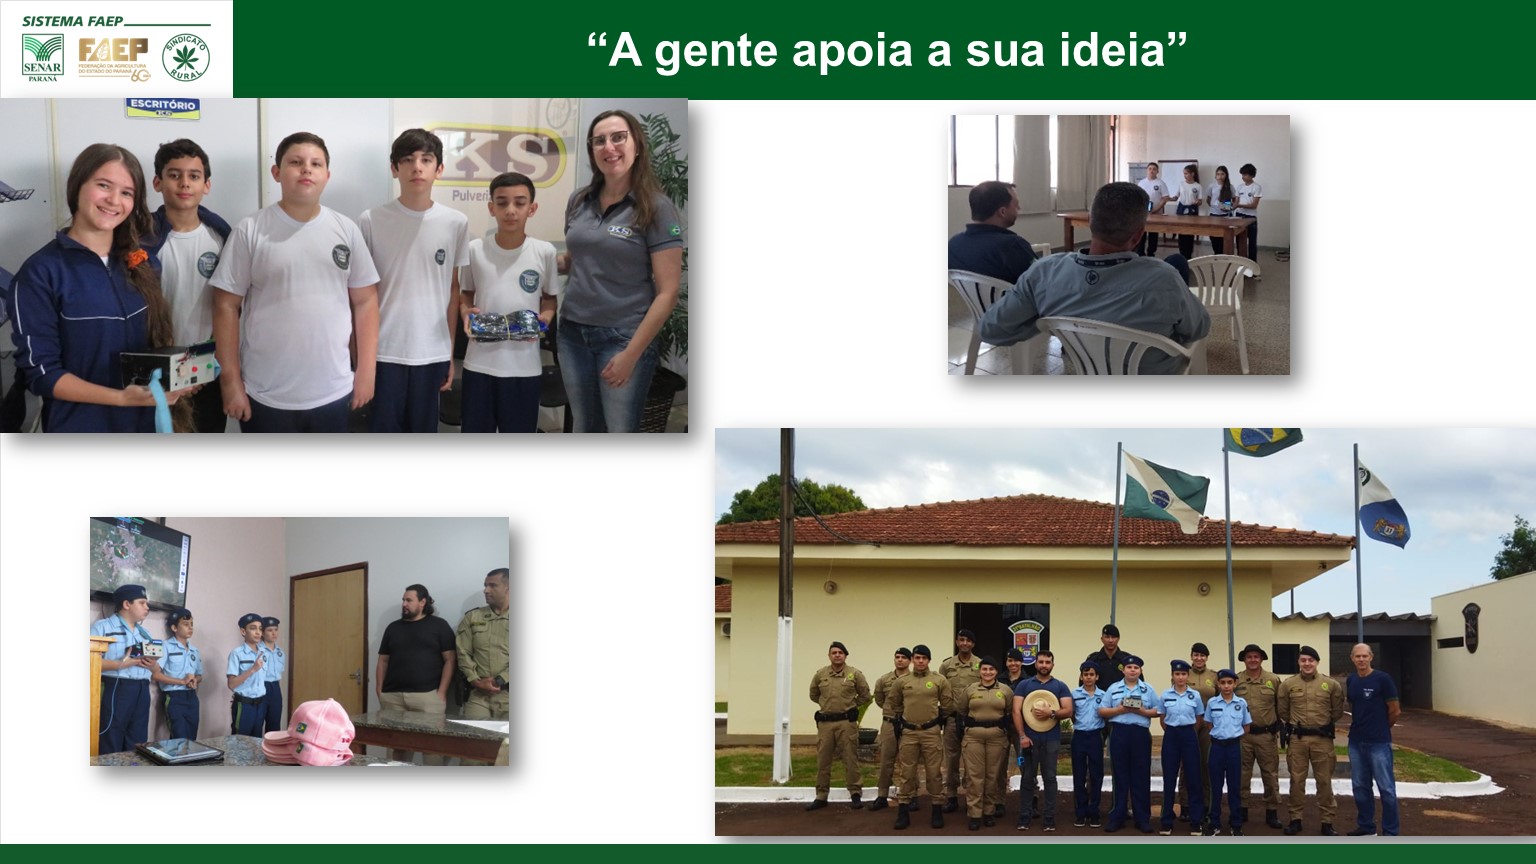 SISTEMA FAEP
SENAR
PARANÁ
FAEP
FEDERAÇÃO DA AGRICULTURA
DO ESTADO DO PARANÁ
60
SINDICATO
RURAL
“A gente apoia a sua ideia”
ESCRITÓRIO
KS
KS